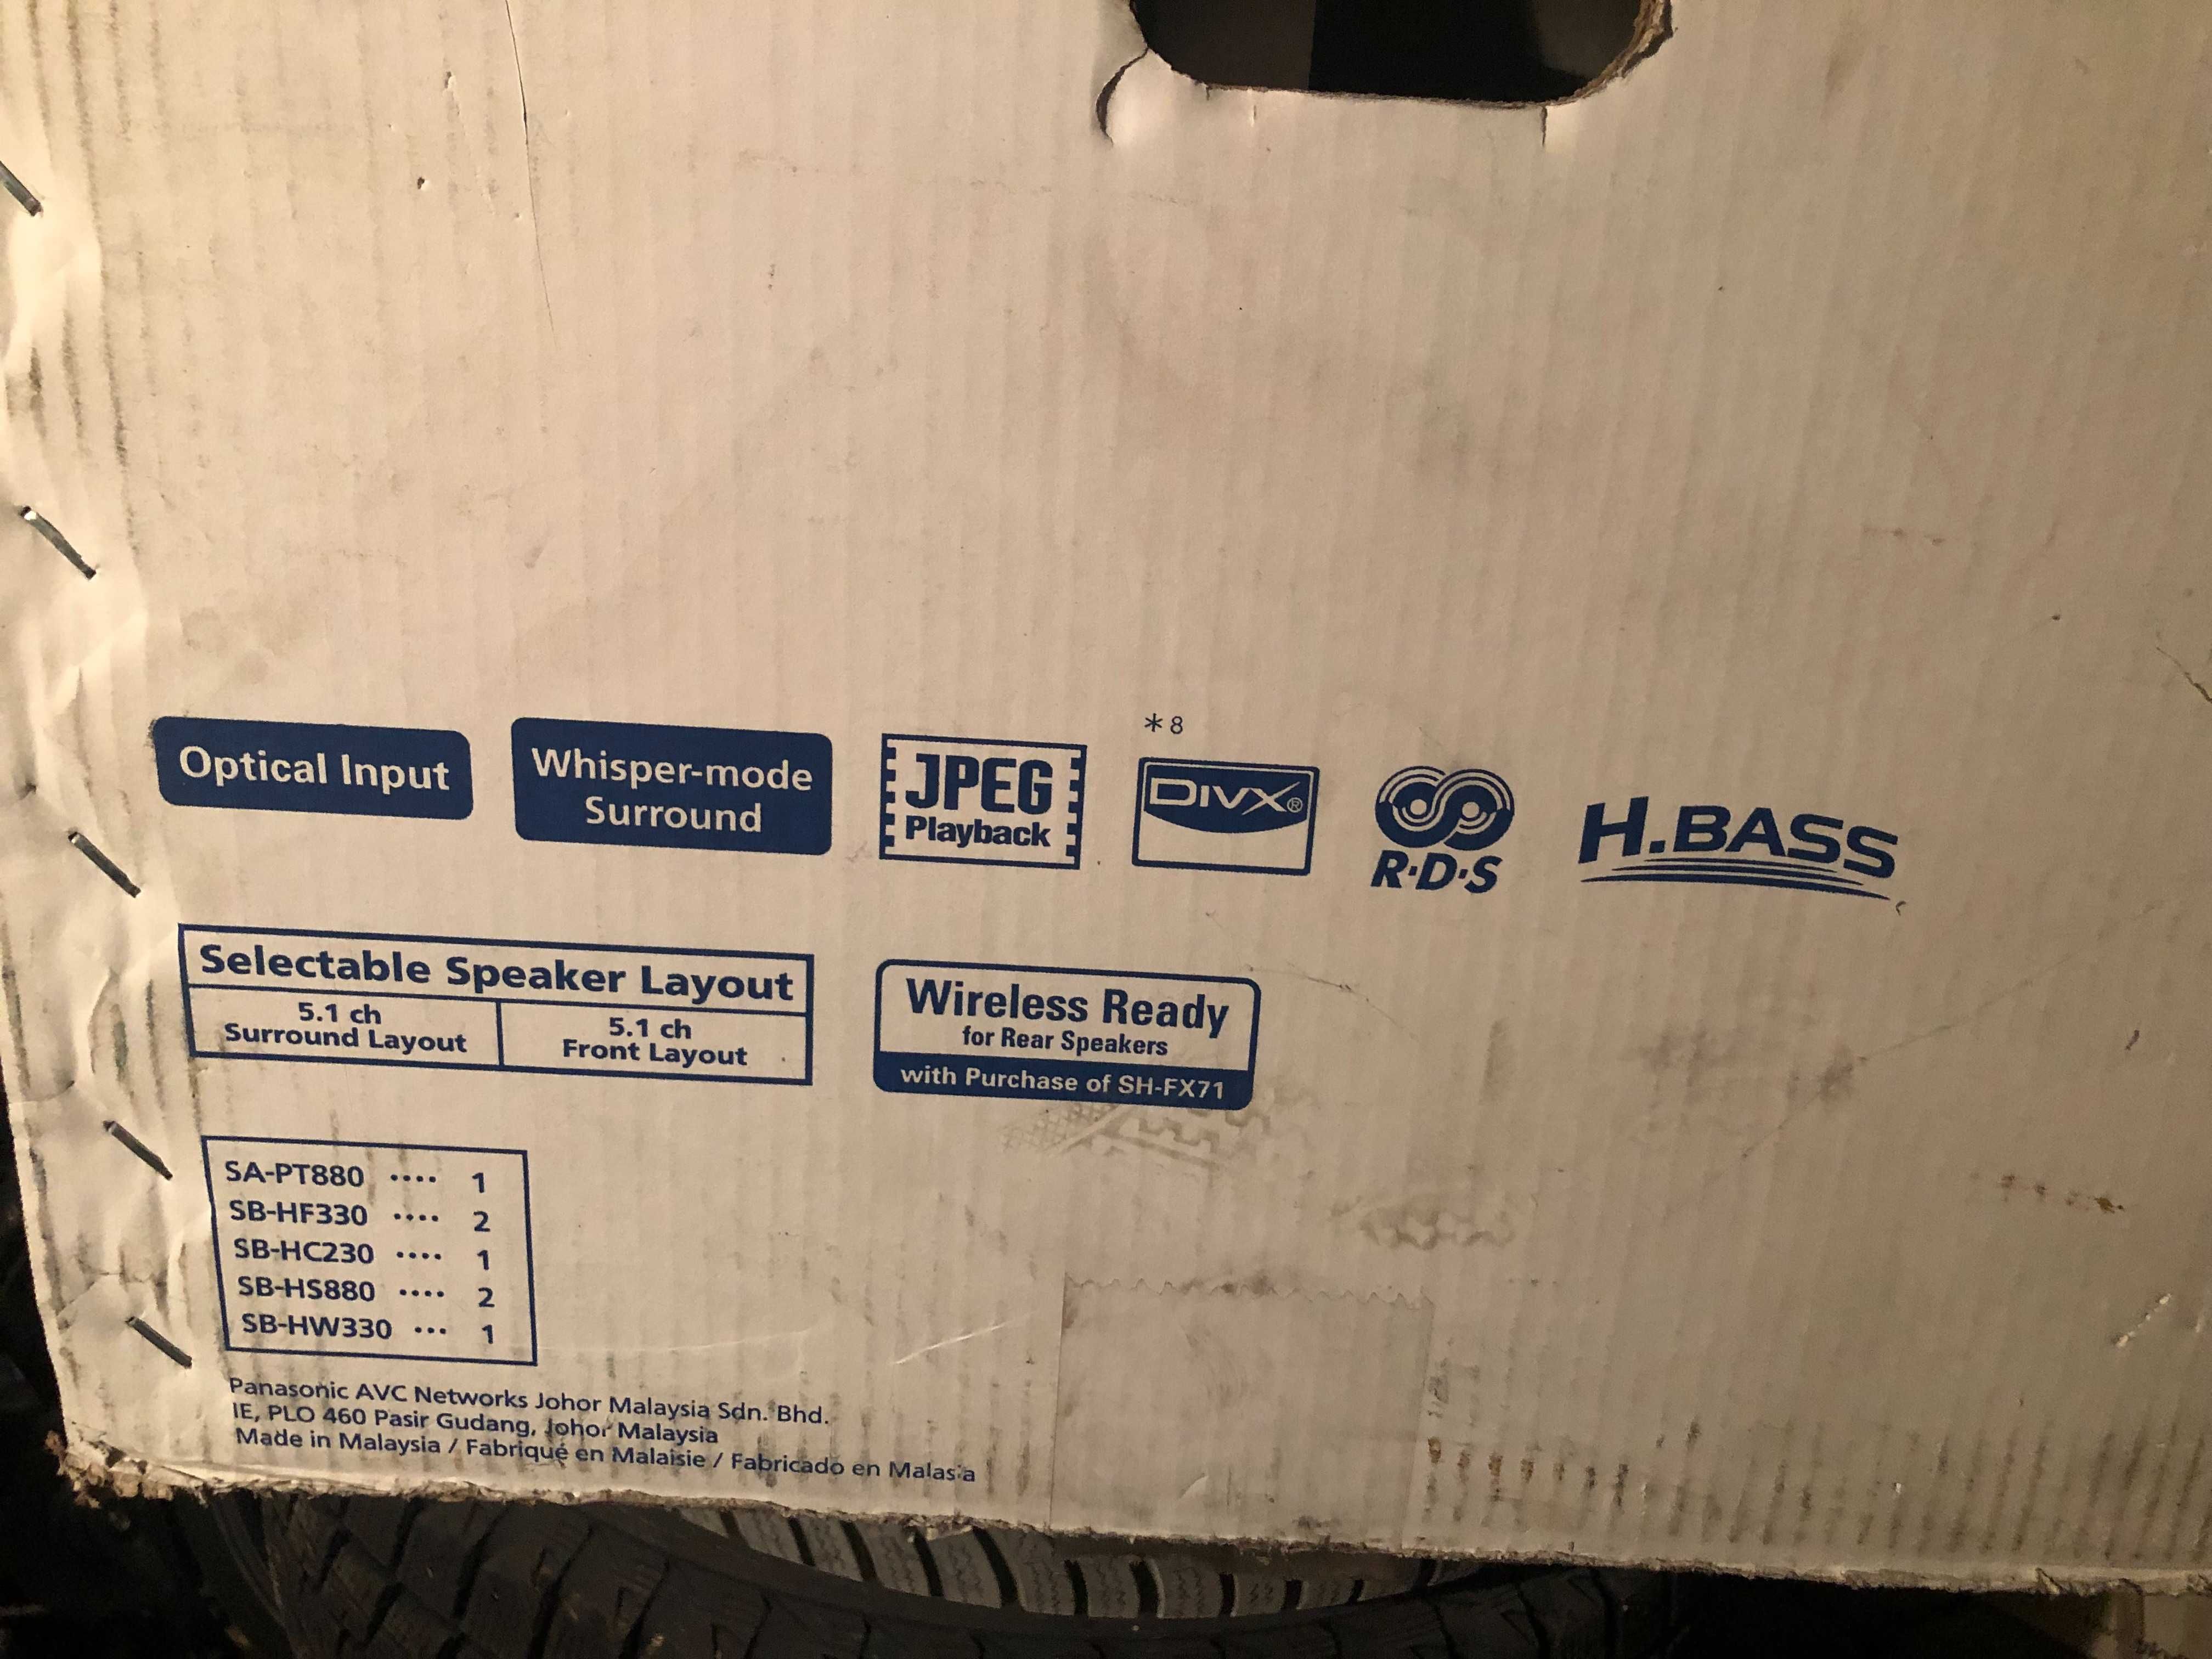 Optical Input
Whisper-mode
Surround
JPEG
Playback
*8
DIVX®
R·D·S
H.BASS
Selectable Speaker Layout
5.1 ch
Surround Layout
5.1 ch
Front Layout
Wireless Ready
for Rear Speakers
with Purchase of SH-FX71
SA-PT880 ···· 1
SB-HF330 ···· 2
SB-HC230 ···· 1
SB-HS880 ···· 2
SB-HW330 ··· 1
Panasonic AVC Networks Johor Malaysia Sdn. Bhd.
IE, PLO 460 Pasir Gudang, Johor Malaysia
Made in Malaysia / Fabriqué en Malaisie / Fabricado en Malasia